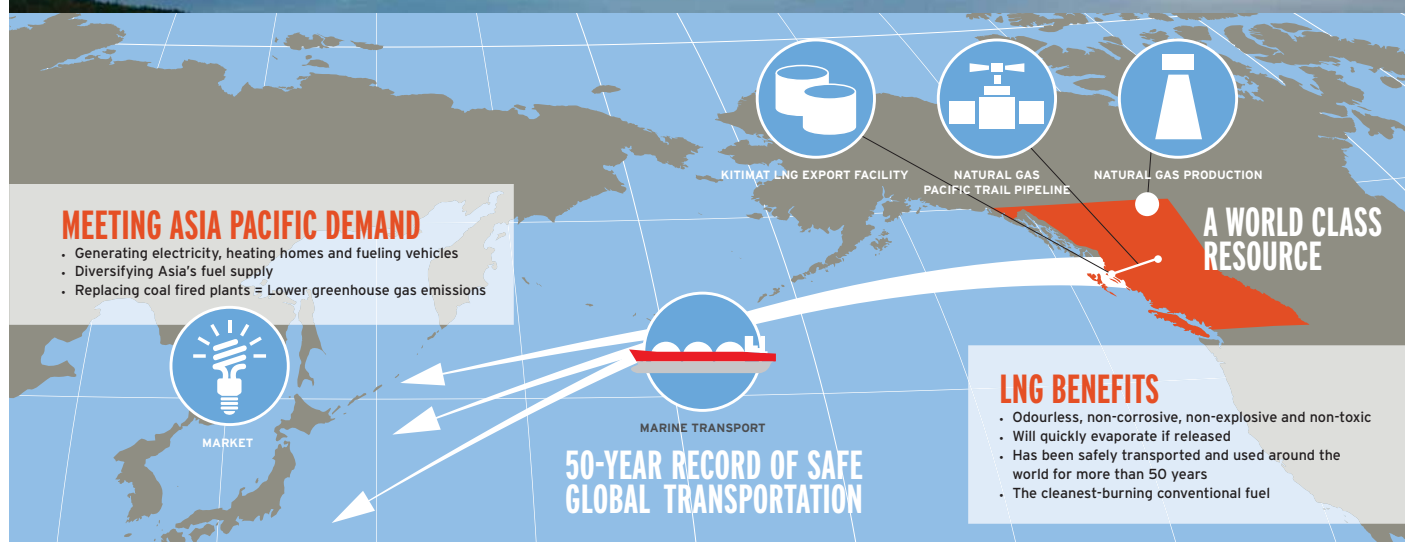 KITIMAT LNG EXPORT FACILITY
NATURAL GAS
PACIFIC TRAIL PIPELINE
NATURAL GAS PRODUCTION
A WORLD CLASS
RESOURCE
MEETING ASIA PACIFIC DEMAND
• Generating electricity, heating homes and fueling vehicles
• Diversifying Asia's fuel supply
• Replacing coal fired plants = Lower greenhouse gas emissions
MARKET
MARINE TRANSPORT
50-YEAR RECORD OF SAFE
GLOBAL TRANSPORTATION
LNG BENEFITS
• Odourless, non-corrosive, non-explosive and non-toxic
• Will quickly evaporate if released
• Has been safely transported and used around the
world for more than 50 years
• The cleanest-burning conventional fuel